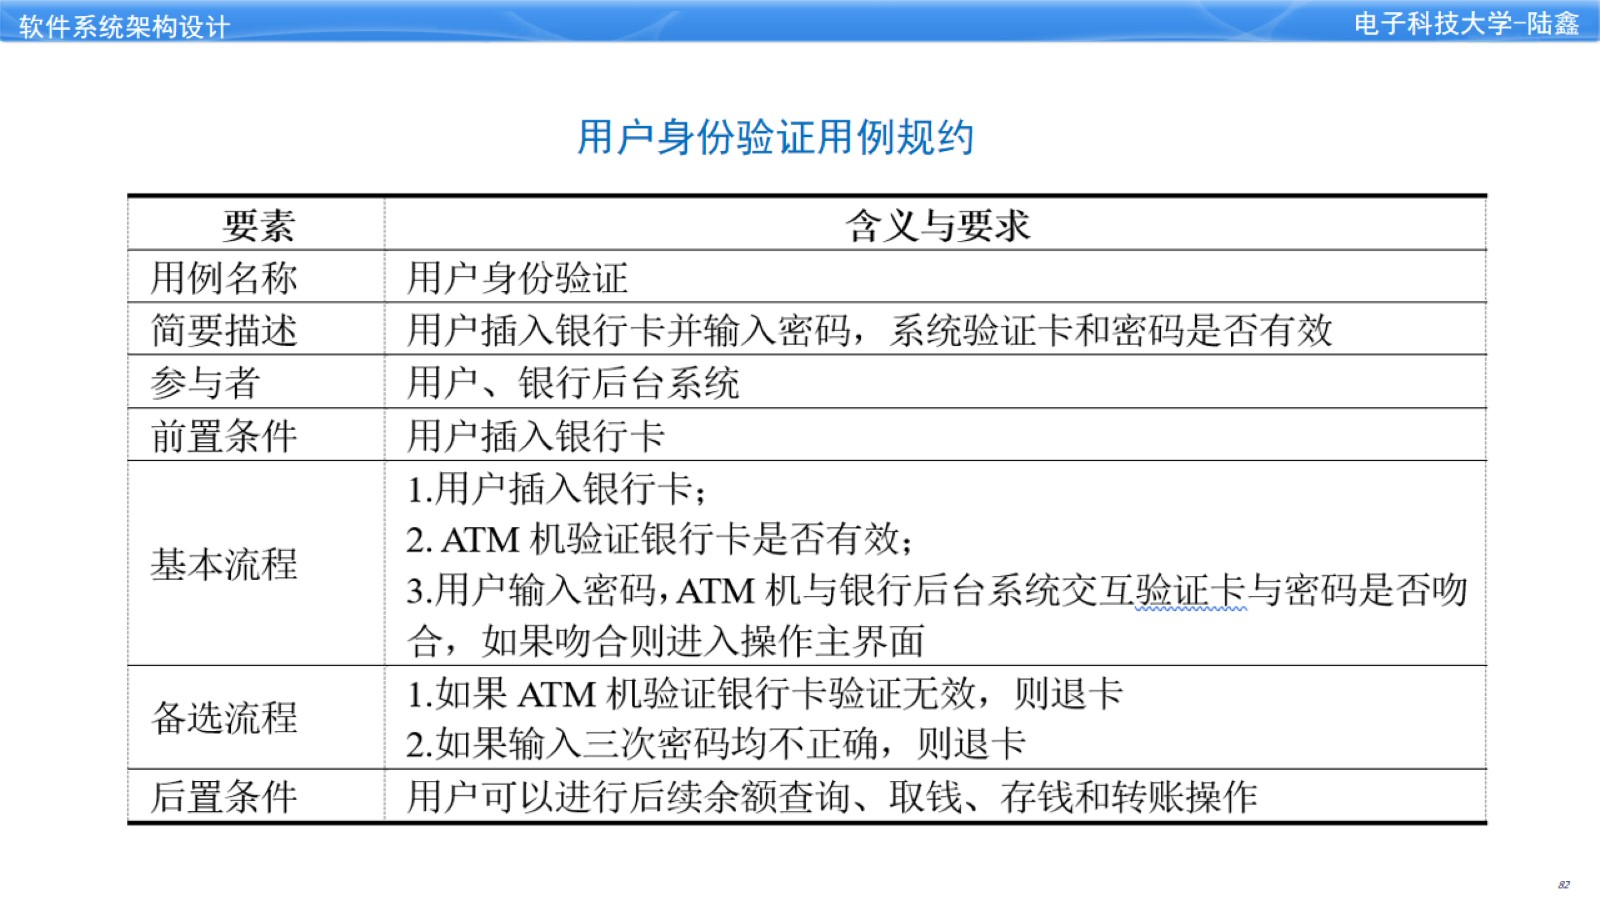 软件系统架构设计
电子科技大学-陆鑫
用户身份验证用例规约
要素 含义与要求
用例名称 用户身份验证
简要描述 用户插入银行卡并输入密码，系统验证卡和密码是否有效
参与者 用户、银行后台系统
前置条件 用户插入银行卡
基本流程
1.用户插入银行卡；
2. ATM 机验证银行卡是否有效；
3.用户输入密码，ATM 机与银行后台系统交互验证卡与密码是否吻
合，如果吻合则进入操作主界面
备选流程
1.如果 ATM 机验证银行卡验证无效，则退卡
2.如果输入三次密码均不正确，则退卡
后置条件 用户可以进行后续余额查询、取钱、存钱和转账操作
82